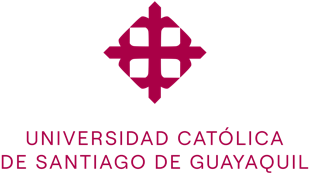 UNIVERSIDAD CATÓLICA
DE SANTIAGO DE GUAYAQUIL